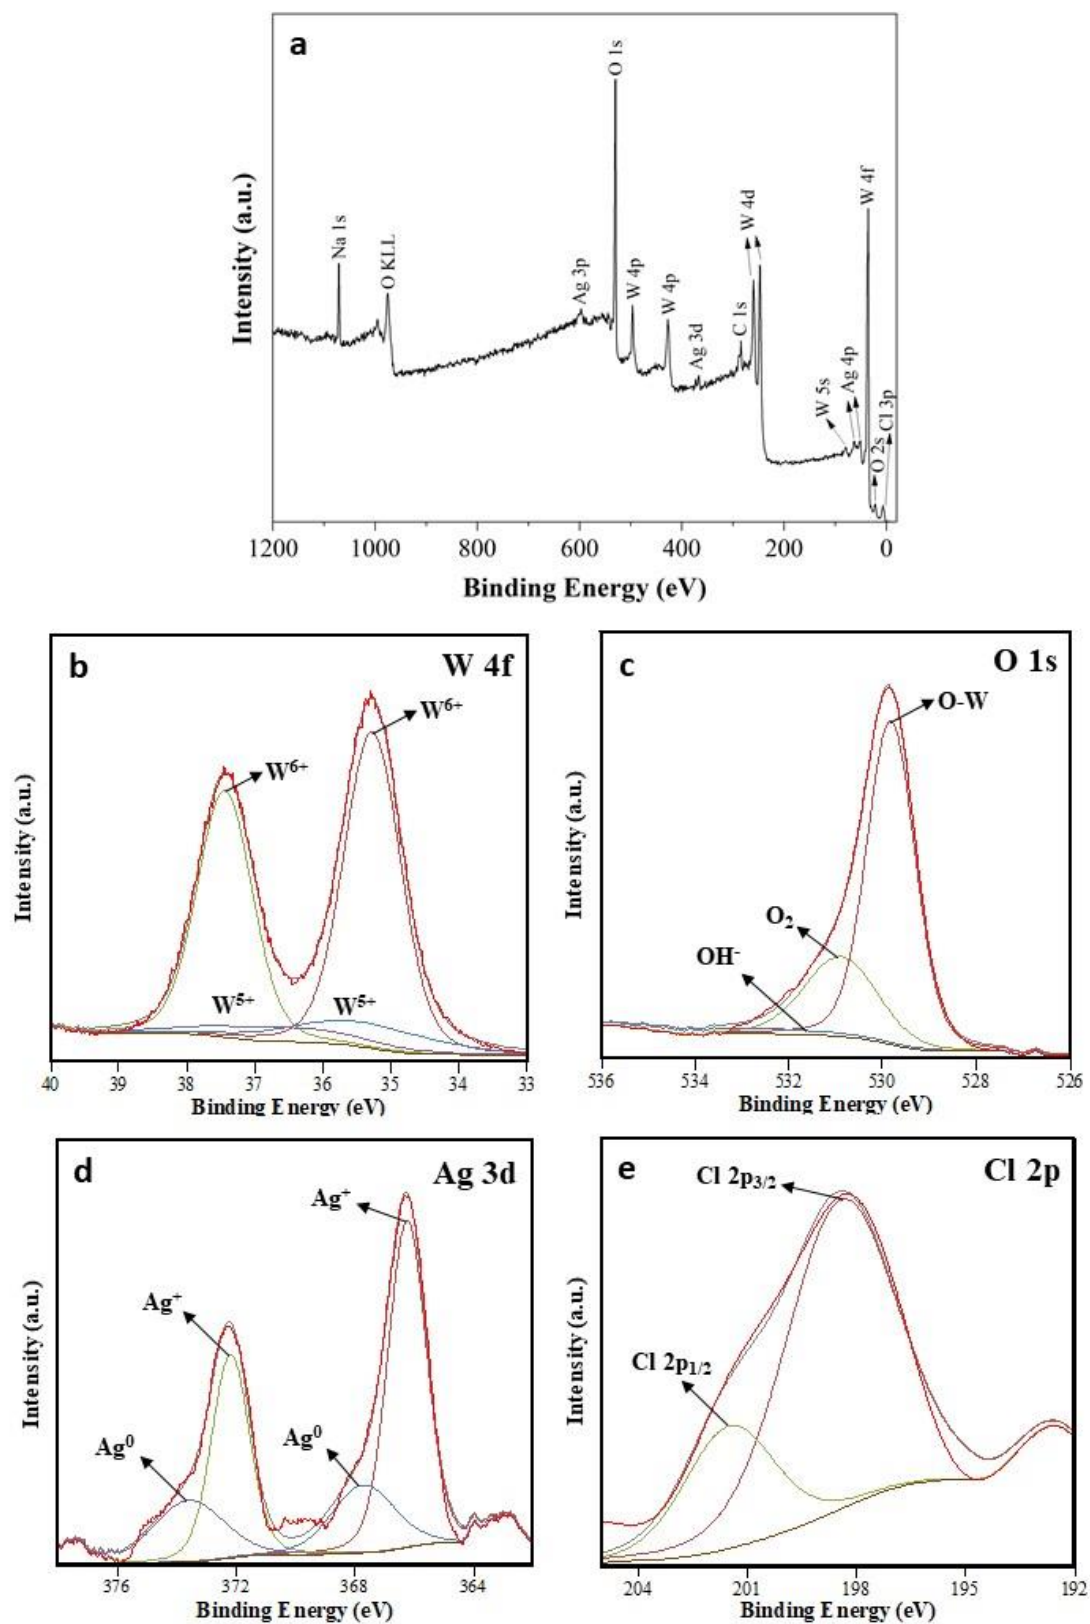 a
Intensity (a.u.)
Na 1s
O KLL
Ag 3p
O 1s
W 4p
W 4p
Ag 3d
C 1s
W 4d
W 5s
Ag 4p
W 4f
O 2s
Cl 3p
1200 1000 800 600 400 200 0
Binding Energy (eV)
b
W 4f
W⁶⁺
W⁶⁺
W⁵⁺
W⁵⁺
Intensity (a.u.)
40 39 38 37 36 35 34 33
Binding Energy (eV)
c
O 1s
O-W
O₂
OH⁻
Intensity (a.u.)
536 534 532 530 528 526
Binding Energy (eV)
d
Ag 3d
Ag⁺
Ag⁺
Ag⁰
Ag⁰
Intensity (a.u.)
376 372 368 364
Binding Energy (eV)
e
Cl 2p
Cl 2p₃/₂
Cl 2p₁/₂
Intensity (a.u.)
204 201 198 195 192
Binding Energy (eV)